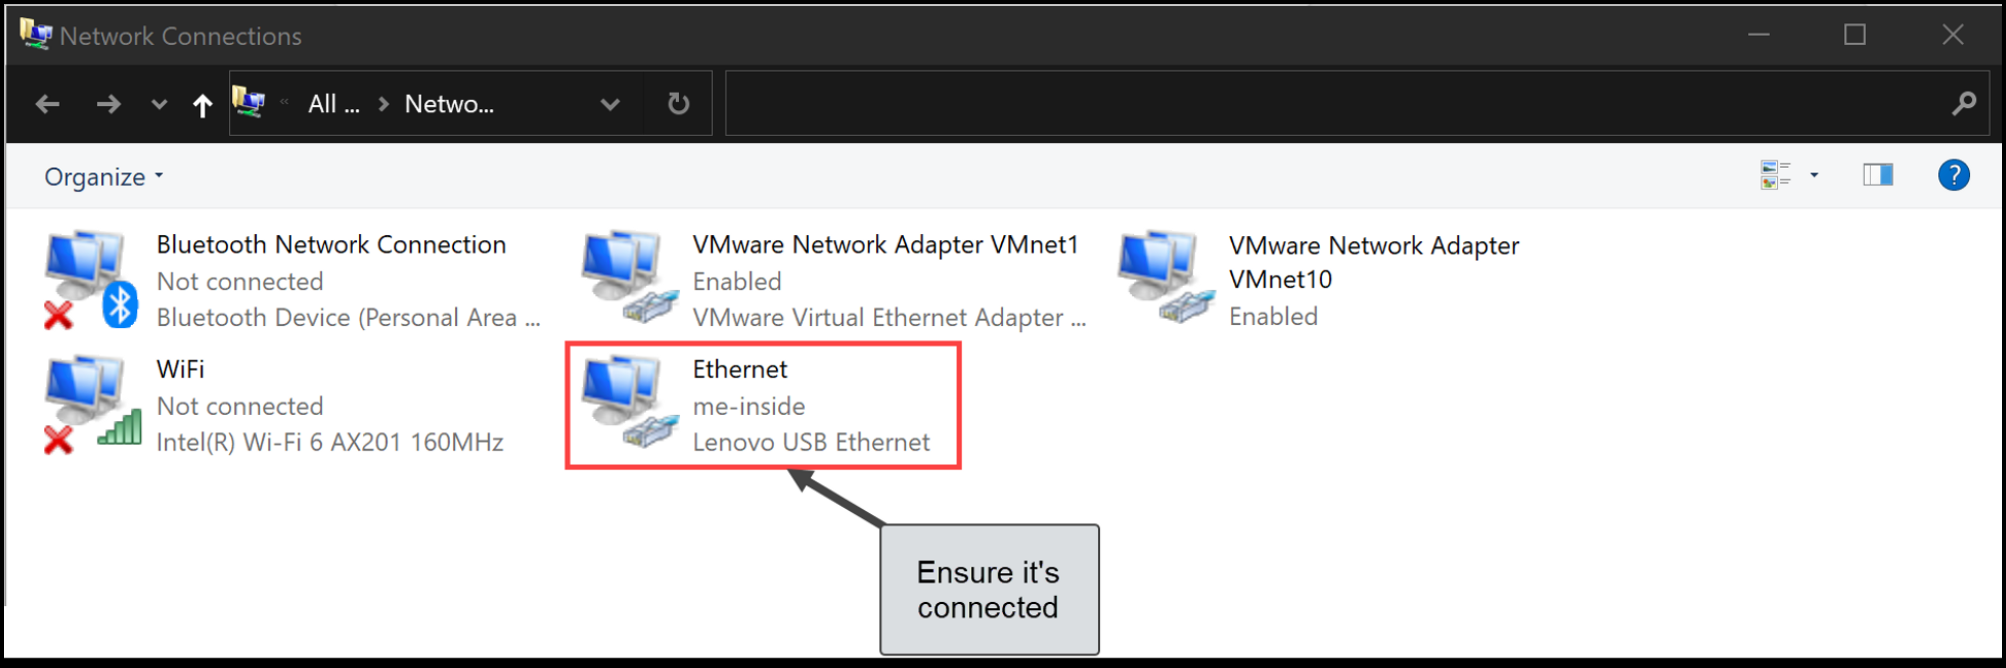 Network Connections
« All ... > Netwo...
Organize
Bluetooth Network Connection
Not connected
Bluetooth Device (Personal Area ...
VMware Network Adapter VMnet1
Enabled
VMware Virtual Ethernet Adapter ...
VMware Network Adapter
VMnet10
Enabled
WiFi
Not connected
Intel(R) Wi-Fi 6 AX201 160MHz
Ethernet
me-inside
Lenovo USB Ethernet
Ensure it's
connected